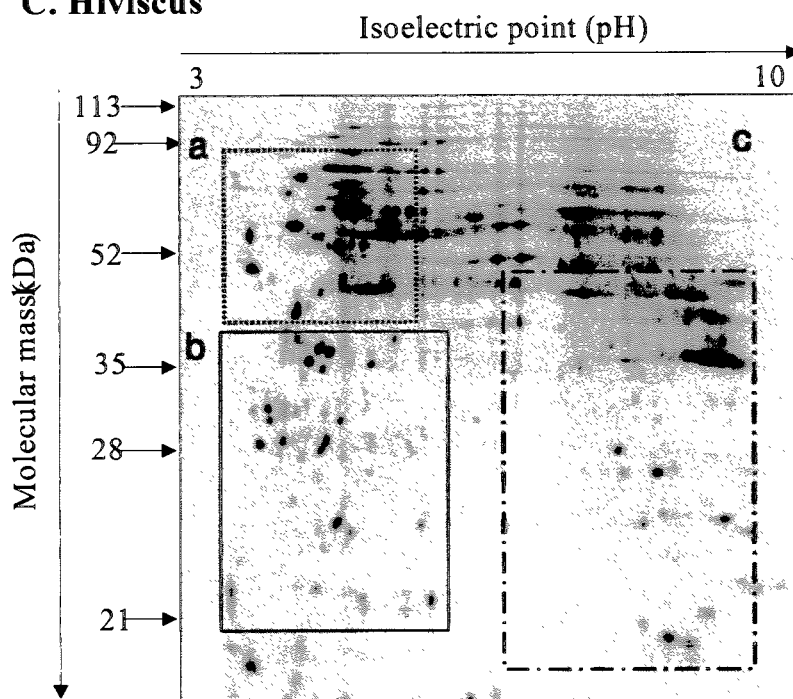 C. Hiviscus
Isoelectric point (pH)
3
10
113
92
a
c
52
b
35
28
21
Molecular mass(kDa)